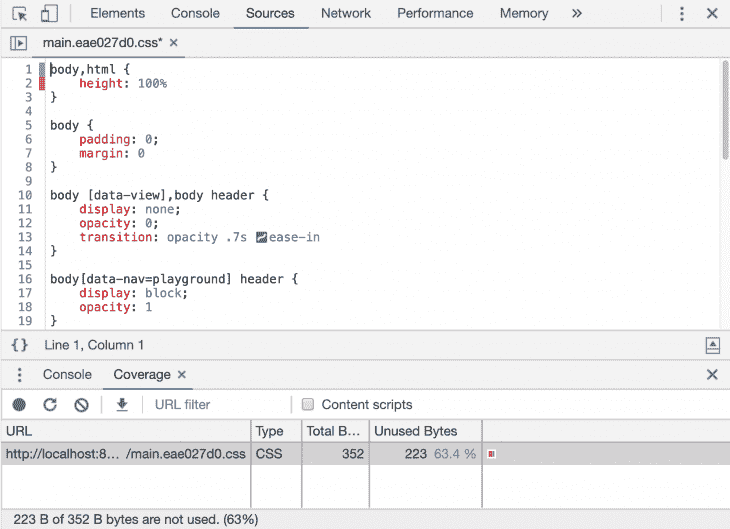 Elements Console Sources Network Performance Memory »
main.eae027d0.css* ×
1 body,html {
2 height: 100%
3 }
4
5 body {
6 padding: 0;
7 margin: 0
8 }
9
10 body [data-view],body header {
11 display: none;
12 opacity: 0;
13 transition: opacity .7s ease-in
14 }
15
16 body[data-nav=playground] header {
17 display: block;
18 opacity: 1
19 }
{} Line 1, Column 1
Console Coverage ×
URL filter Content scripts
URL Type Total B... Unused Bytes
http://localhost:8... /main.eae027d0.css CSS 352 223 63.4 %
223 B of 352 B bytes are not used. (63%)